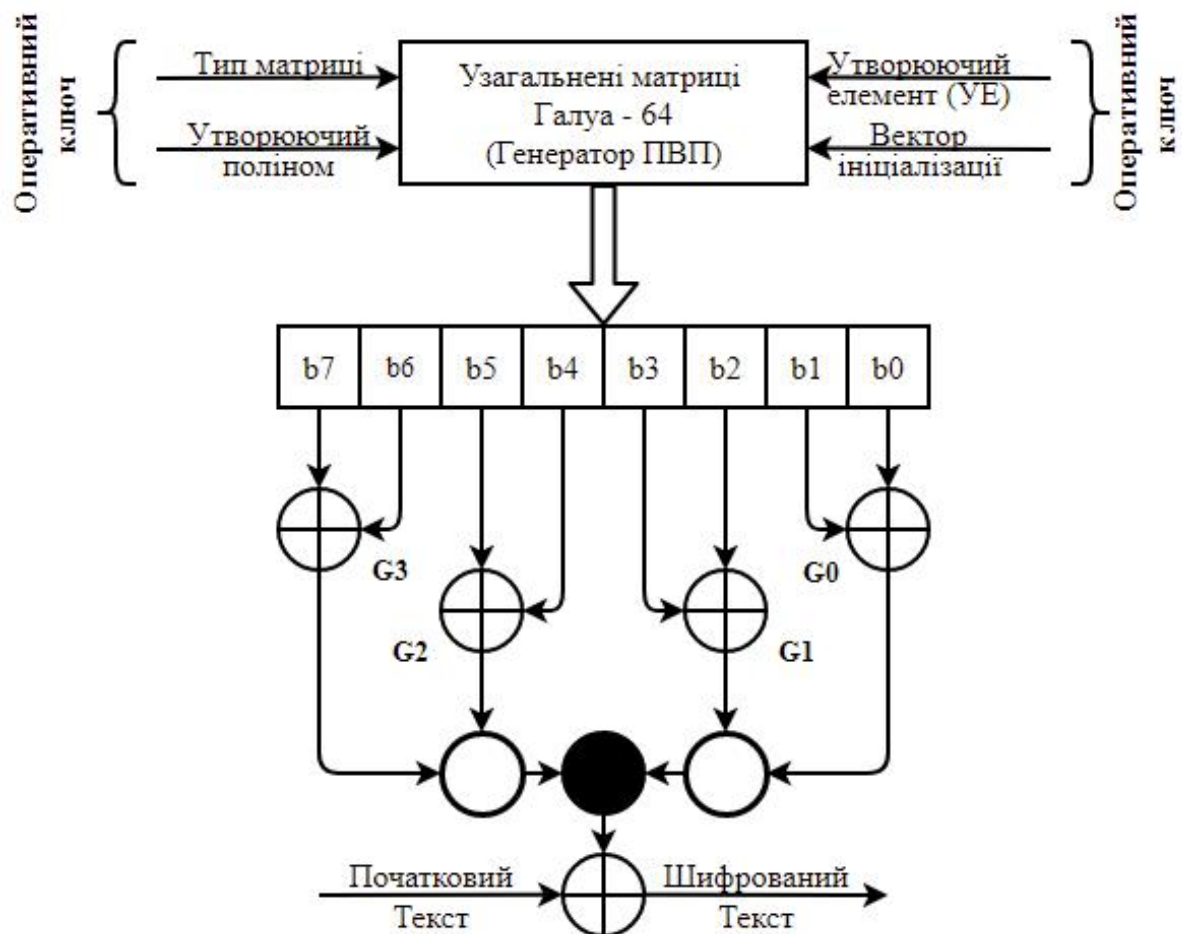 Оперативний
ключ
Тип матриці
Утворюючий
поліном
Узагальнені матриці
Галуа - 64
(Генератор ПВП)
Утворюючий
елемент (УЕ)
Вектор
ініціалізації
Оперативний
ключ
b7 b6 b5 b4 b3 b2 b1 b0
G3 G0
G2 G1
Початковий Шифрований
Текст Текст